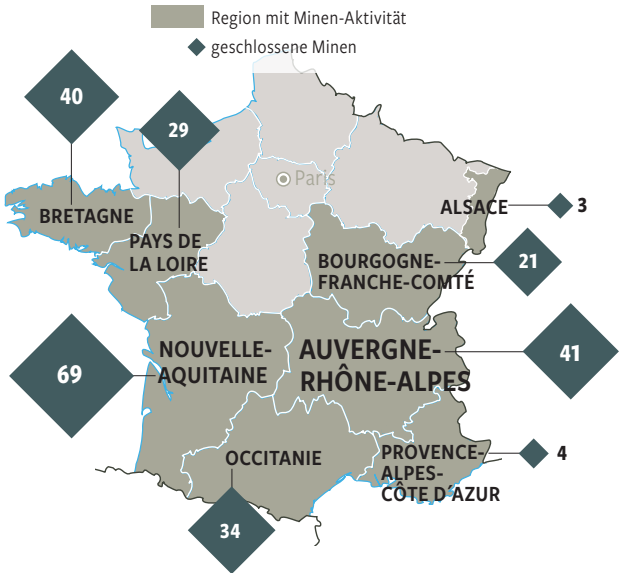 Region mit Minen-Aktivität
geschlossene Minen
40
29
Paris
BRETAGNE
ALSACE
3
PAYS DE
LA LOIRE
BOURGOGNE-
FRANCHE-COMTÉ
21
NOUVELLE-
AQUITAINE
69
AUVERGNE-
RHÔNE-ALPES
41
OCCITANIE
34
PROVENCE-
ALPES-
CÔTE D´AZUR
4